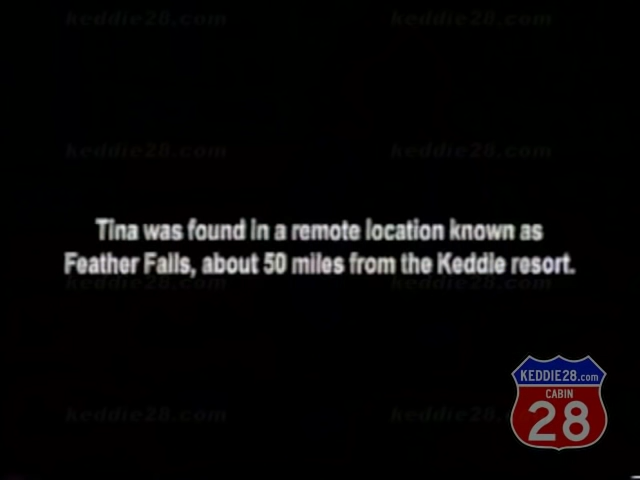 keddie28.com keddie28.com
keddie28.com keddie28.com
Tina was found in a remote location known as
Feather Falls, about 50 miles from the Keddie resort.
keddie28.com keddie28.com
KEDDIE28.com
CABIN
28
keddie28.com keddie28.com